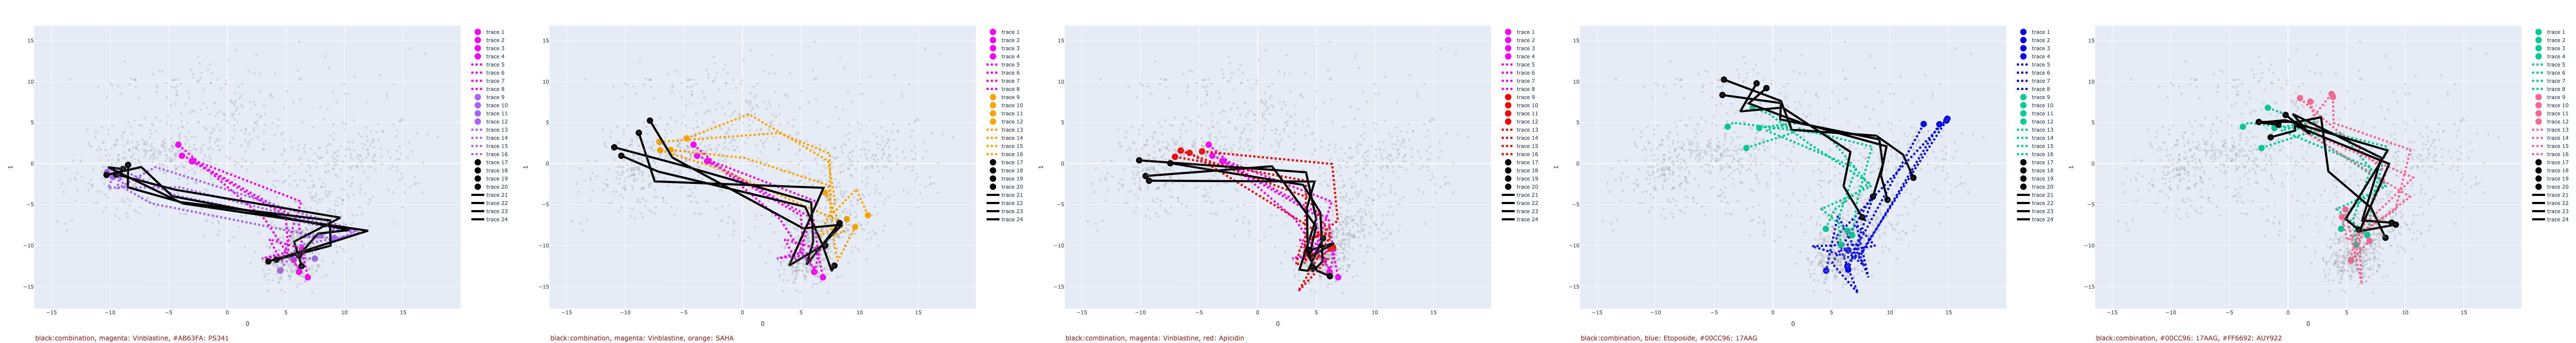 15
10
5
0
−5
−10
−15
1
−15 −10 −5 0 5 10 15
0
trace 1
trace 2
trace 3
trace 4
trace 5
trace 6
trace 7
trace 8
trace 9
trace 10
trace 11
trace 12
trace 13
trace 14
trace 15
trace 16
trace 17
trace 18
trace 19
trace 20
trace 21
trace 22
trace 23
trace 24
black:combination, magenta: Vinblastine, #AB63FA: PS341
15
10
5
0
−5
−10
−15
1
−15 −10 −5 0 5 10 15
0
trace 1
trace 2
trace 3
trace 4
trace 5
trace 6
trace 7
trace 8
trace 9
trace 10
trace 11
trace 12
trace 13
trace 14
trace 15
trace 16
trace 17
trace 18
trace 19
trace 20
trace 21
trace 22
trace 23
trace 24
black:combination, magenta: Vinblastine, orange: SAHA
15
10
5
0
−5
−10
−15
1
−15 −10 −5 0 5 10 15
0
trace 1
trace 2
trace 3
trace 4
trace 5
trace 6
trace 7
trace 8
trace 9
trace 10
trace 11
trace 12
trace 13
trace 14
trace 15
trace 16
trace 17
trace 18
trace 19
trace 20
trace 21
trace 22
trace 23
trace 24
black:combination, magenta: Vinblastine, red: Apicidin
15
10
5
0
−5
−10
−15
1
−15 −10 −5 0 5 10 15
0
trace 1
trace 2
trace 3
trace 4
trace 5
trace 6
trace 7
trace 8
trace 9
trace 10
trace 11
trace 12
trace 13
trace 14
trace 15
trace 16
trace 17
trace 18
trace 19
trace 20
trace 21
trace 22
trace 23
trace 24
black:combination, blue: Etoposide, #00CC96: 17AAG
15
10
5
0
−5
−10
−15
1
−15 −10 −5 0 5 10 15
0
trace 1
trace 2
trace 3
trace 4
trace 5
trace 6
trace 7
trace 8
trace 9
trace 10
trace 11
trace 12
trace 13
trace 14
trace 15
trace 16
trace 17
trace 18
trace 19
trace 20
trace 21
trace 22
trace 23
trace 24
black:combination, #00CC96: 17AAG, #FF6692: AUY922